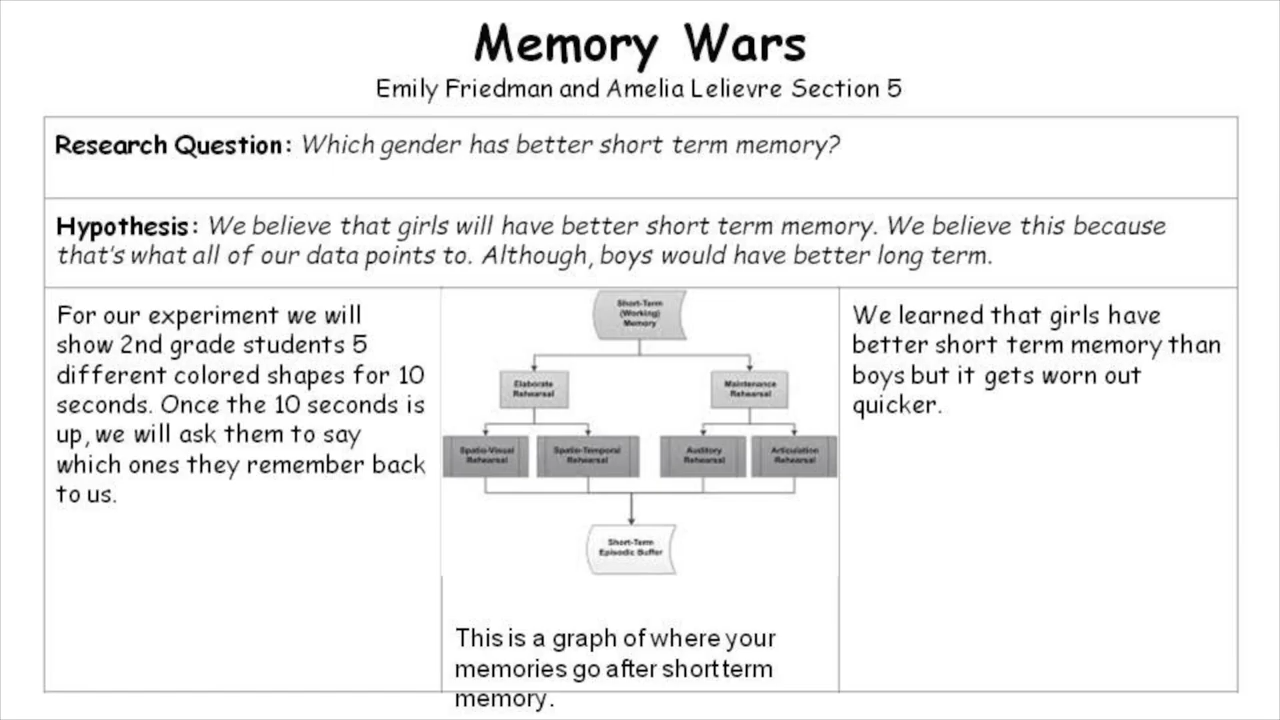 Memory Wars
Emily Friedman and Amelia Lelievre Section 5
Research Question: Which gender has better short term memory?
Hypothesis: We believe that girls will have better short term memory. We believe this because
that's what all of our data points to. Although, boys would have better long term.
For our experiment we will
show 2nd grade students 5
different colored shapes for 10
seconds. Once the 10 seconds is
up, we will ask them to say
which ones they remember back
to us.
Short-Term
(Working)
Memory
Elaborate
Rehearsal
Maintenance
Rehearsal
Spatio-Visual
Rehearsal
Spatio-Temporal
Rehearsal
Auditory
Rehearsal
Articulation
Rehearsal
Short-Term
Episodic Buffer
This is a graph of where your
memories go after short term
memory.
We learned that girls have
better short term memory than
boys but it gets worn out
quicker.